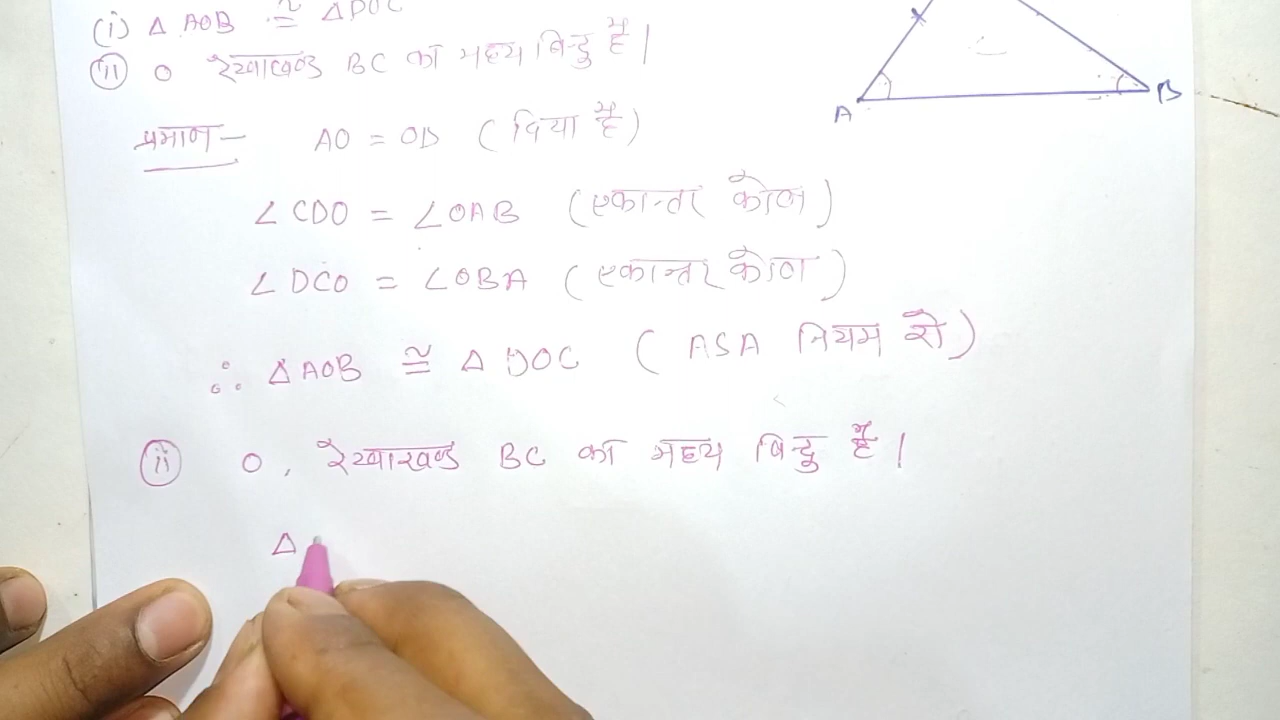 (i) Δ AOB ≅ Δ DOC
(ii) O रेखाखण्ड BC का मध्य बिन्दु है।
प्रमाण- AO = OD (दिया है)
∠CDO = ∠OAB (एकान्तर कोण)
∠DCO = ∠OBA (एकान्तर कोण)
∴ ΔAOB ≅ Δ DOC (ASA नियम से)
(ii) O, रेखाखण्ड BC का मध्य बिन्दु है।
Δ
A B